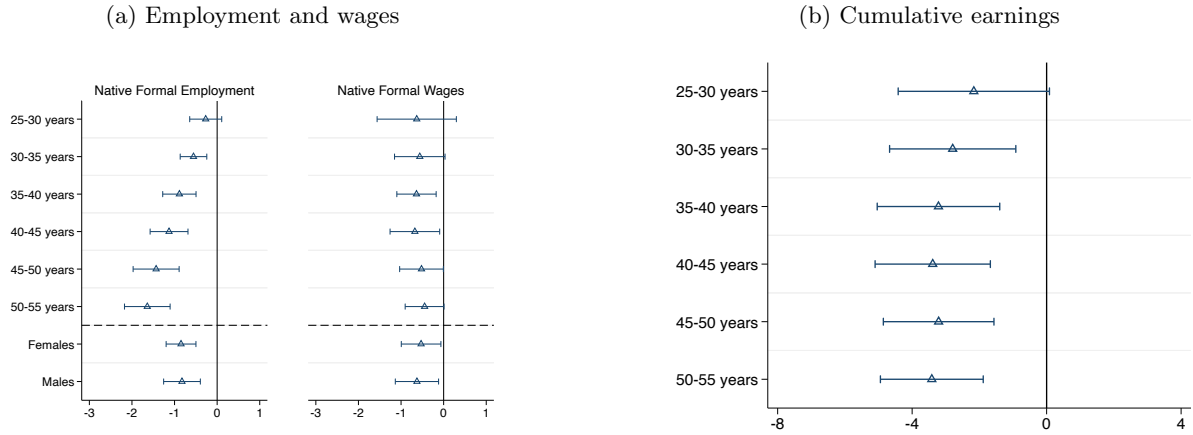 (a) Employment and wages
Native Formal Employment
Native Formal Wages
25-30 years
30-35 years
35-40 years
40-45 years
45-50 years
50-55 years
Females
Males
-3 -2 -1 0 1
-3 -2 -1 0 1
(b) Cumulative earnings
25-30 years
30-35 years
35-40 years
40-45 years
45-50 years
50-55 years
-8 -4 0 4